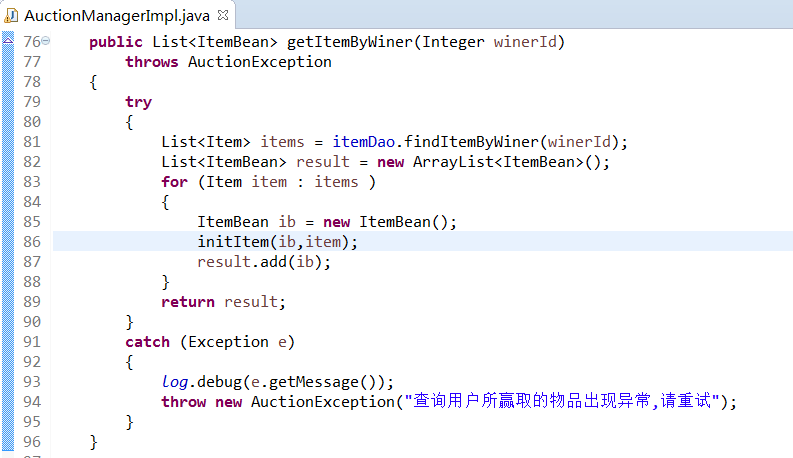 AuctionManagerImpl.java
76 public List<ItemBean> getItemByWiner(Integer winerId)
77 throws AuctionException
78 {
79 try
80 {
81 List<Item> items = itemDao.findItemByWiner(winerId);
82 List<ItemBean> result = new ArrayList<ItemBean>();
83 for (Item item : items )
84 {
85 ItemBean ib = new ItemBean();
86 initItem(ib,item);
87 result.add(ib);
88 }
89 return result;
90 }
91 catch (Exception e)
92 {
93 log.debug(e.getMessage());
94 throw new AuctionException("查询用户所赢取的物品出现异常,请重试");
95 }
96 }